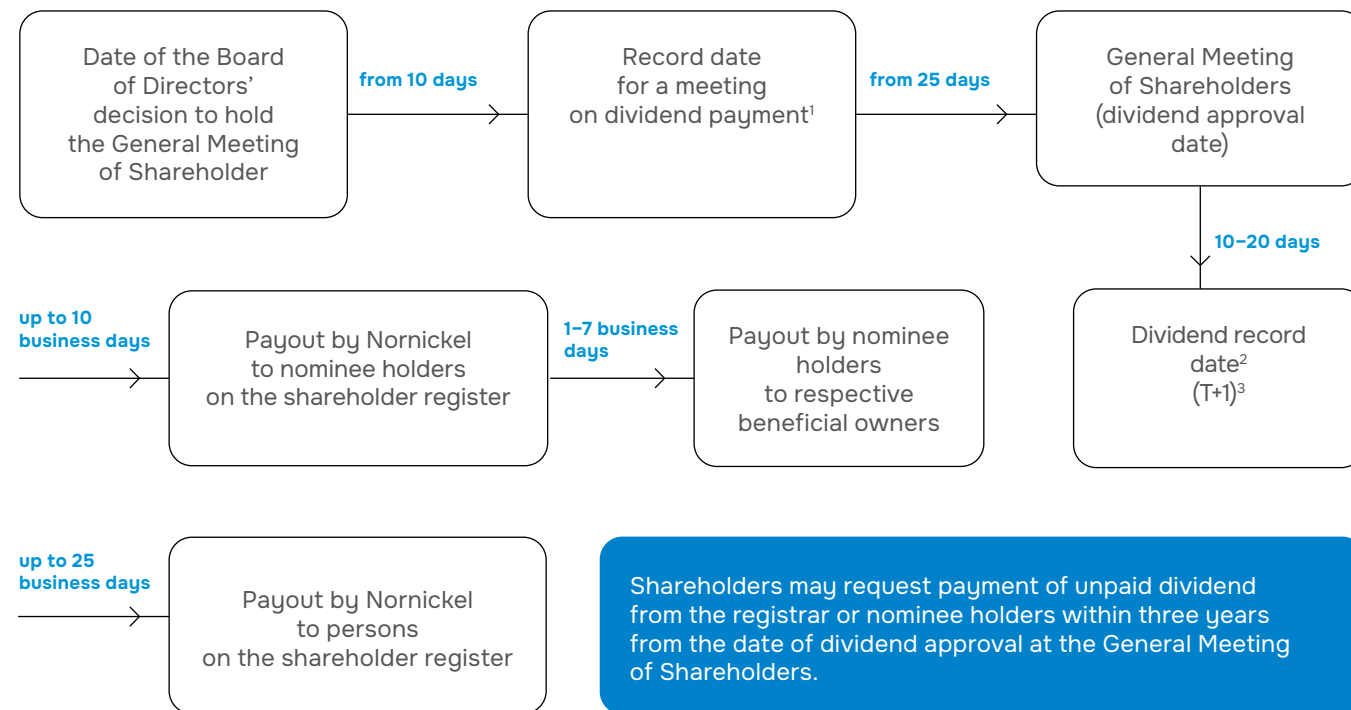 Date of the Board
of Directors’
decision to hold
the General Meeting
of Shareholder
from 10 days
Record date
for a meeting
on dividend payment¹
from 25 days
General Meeting
of Shareholders
(dividend approval
date)
10–20 days
Dividend record
date²
(T+1)³
up to 10
business days
Payout by Nornickel
to nominee holders
on the shareholder register
1–7 business
days
Payout by nominee
holders
to respective
beneficial owners
up to 25
business days
Payout by Nornickel
to persons
on the shareholder register
Shareholders may request payment of unpaid dividend
from the registrar or nominee holders within three years
from the date of dividend approval at the General Meeting
of Shareholders.